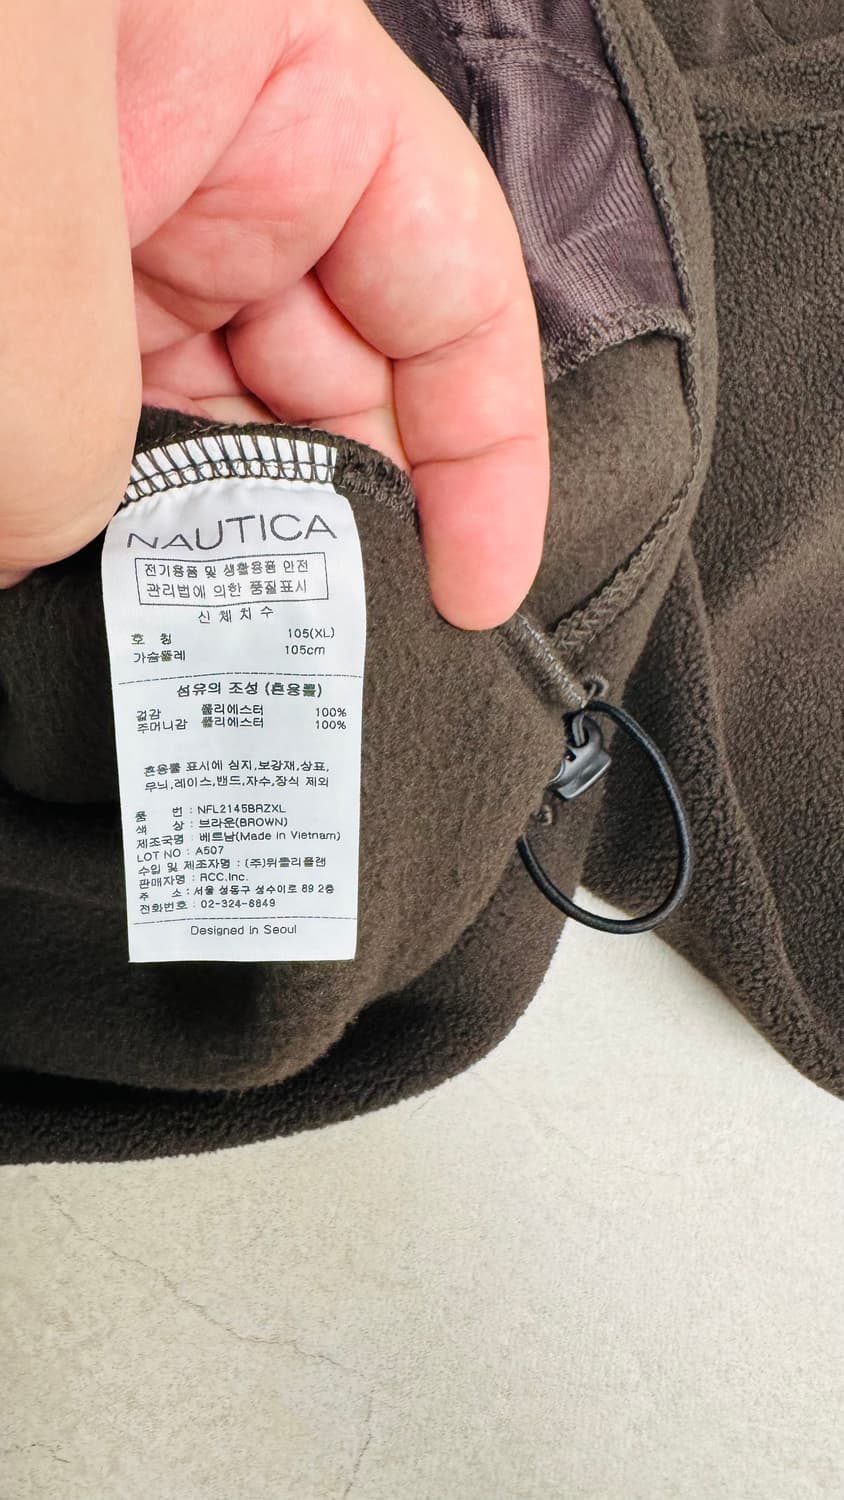 NAUTICA
전기용품 및 생활용품 안전
관리법에 의한 품질표시
신 체 치 수
호 칭 105(XL)
가슴둘레 105cm
섬유의 조성 (혼용률)
겉감 폴리에스터 100%
주머니감 폴리에스터 100%
혼용률 표시에 심지,보강재,상표,
무늬,레이스,밴드,자수,장식 제외
품 번 : NFL2145BRZXL
색 상 : 브라운(BROWN)
제조국명 : 베트남(Made in Vietnam)
LOT NO : A507
수입 및 제조자명 : (주)위클리플랜
판매자명 : RCC.Inc.
주 소 : 서울 성동구 성수이로 89 2층
전화번호 : 02-324-6849
Designed in Seoul